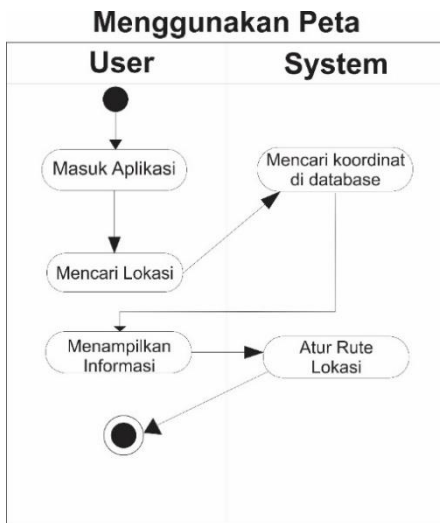 Menggunakan Peta
User
System
Masuk Aplikasi
Mencari koordinat
di database
Mencari Lokasi
Menampilkan
Informasi
Atur Rute
Lokasi